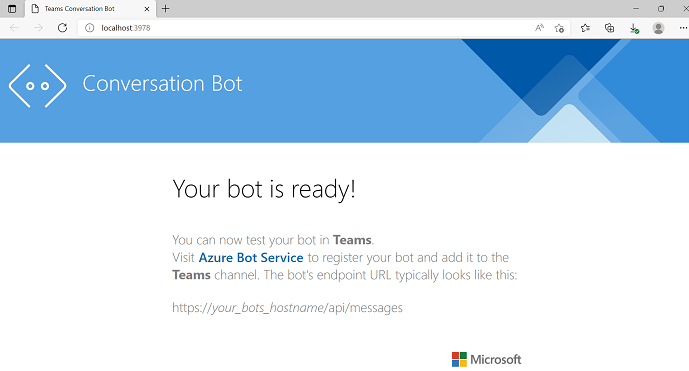 Teams Conversation Bot
localhost:3978
Conversation Bot
Your bot is ready!
You can now test your bot in Teams.
Visit Azure Bot Service to register your bot and add it to the
Teams channel. The bot's endpoint URL typically looks like this:
https://your_bots_hostname/api/messages
Microsoft